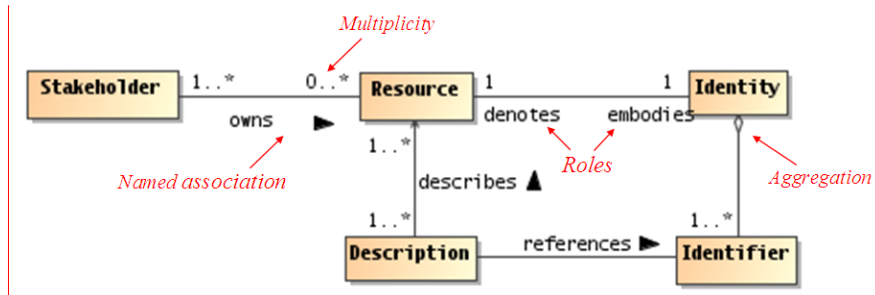 Multiplicity
Stakeholder
1..*
0..*
Resource
1
1
Identity
owns
denotes
embodies
Named association
1..*
Roles
Aggregation
describes
1..*
1..*
Description
references
Identifier